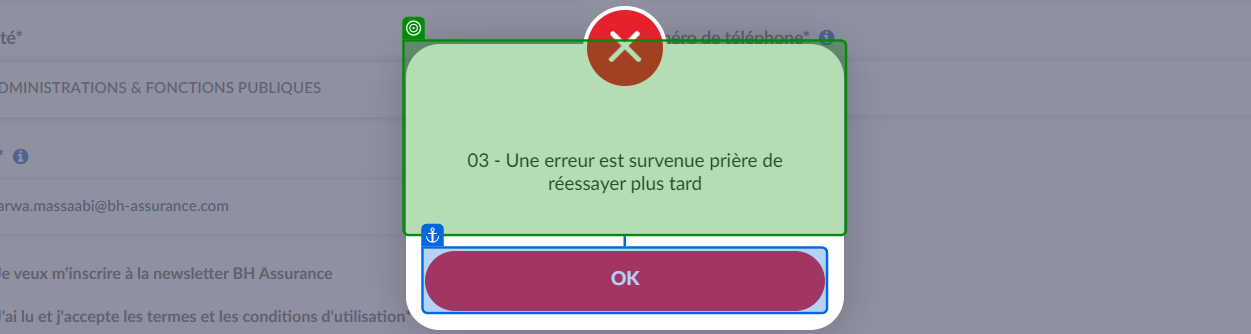 té*
éro de téléphone*
DMINISTRATIONS & FONCTIONS PUBLIQUES
*
03 - Une erreur est survenue prière de
réessayer plus tard
arwa.massaabi@bh-assurance.com
OK
Je veux m'inscrire à la newsletter BH Assurance
J'ai lu et j'accepte les termes et les conditions d'utilisation*